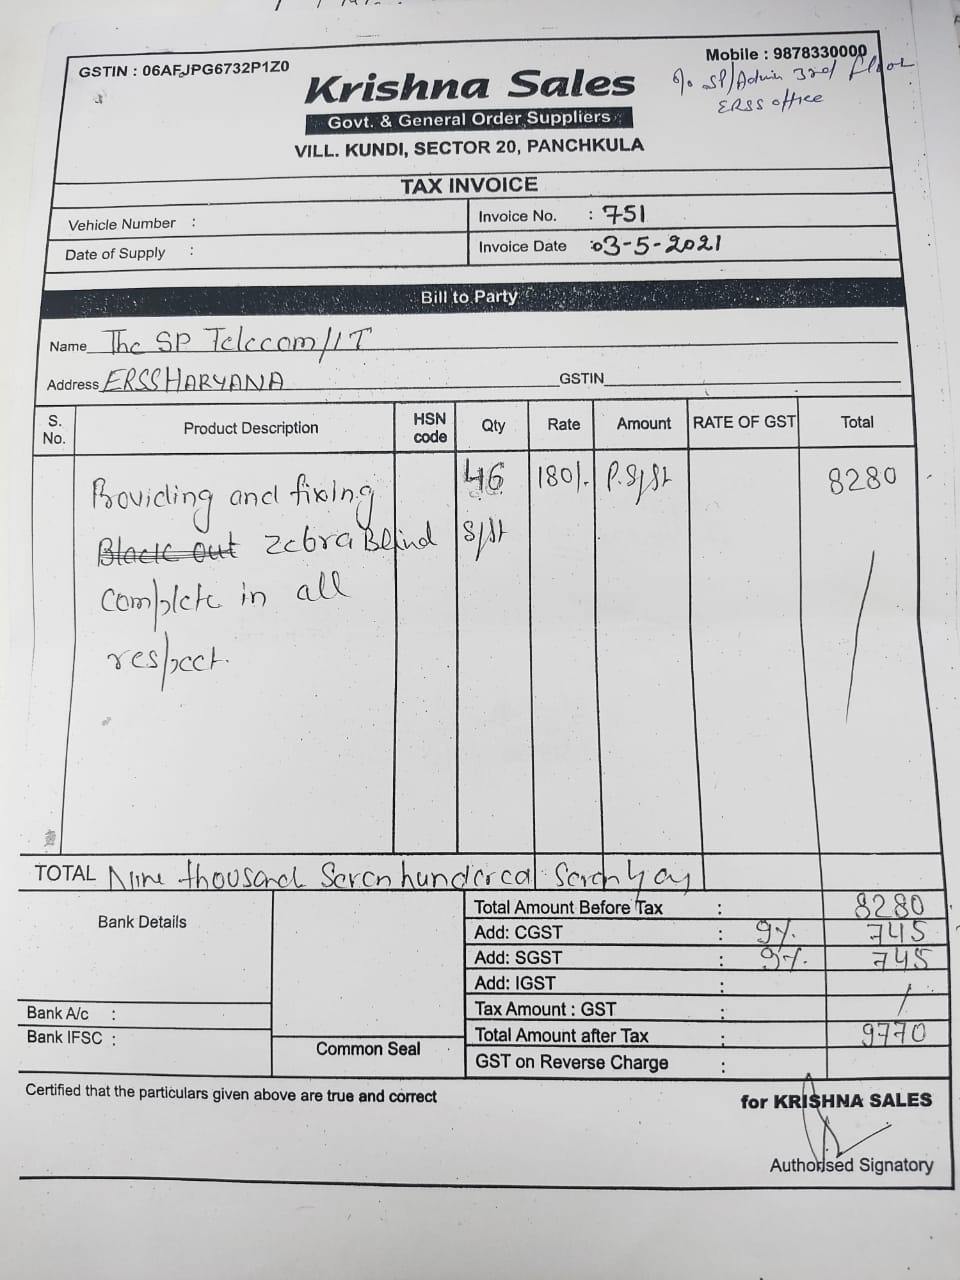 GSTIN : 06AFJPG6732P1Z0
Mobile : 9878330000
% SP/Admin 3rd Floor
ERSS office
Krishna Sales
Govt. & General Order Suppliers
VILL. KUNDI, SECTOR 20, PANCHKULA
TAX INVOICE
Vehicle Number :
Invoice No. : 751
Date of Supply :
Invoice Date : 03-5-2021
Bill to Party
Name The SP Telecom/IT
Address ERSS HARYANA GSTIN
S. No. Product Description HSN code Qty Rate Amount RATE OF GST Total
Providing and fixing 46 180/- P.S/St 8280
Black out zebra Blind S/St
complete in all
respect.
TOTAL Nine thousand Seven hundered Seventy only
Bank Details
Total Amount Before Tax : 8280
Add: CGST : 9% 745
Add: SGST : 9% 745
Add: IGST :
Bank A/c :
Tax Amount : GST :
Bank IFSC :
Total Amount after Tax : 9770
Common Seal
GST on Reverse Charge :
Certified that the particulars given above are true and correct
for KRISHNA SALES
Authorised Signatory